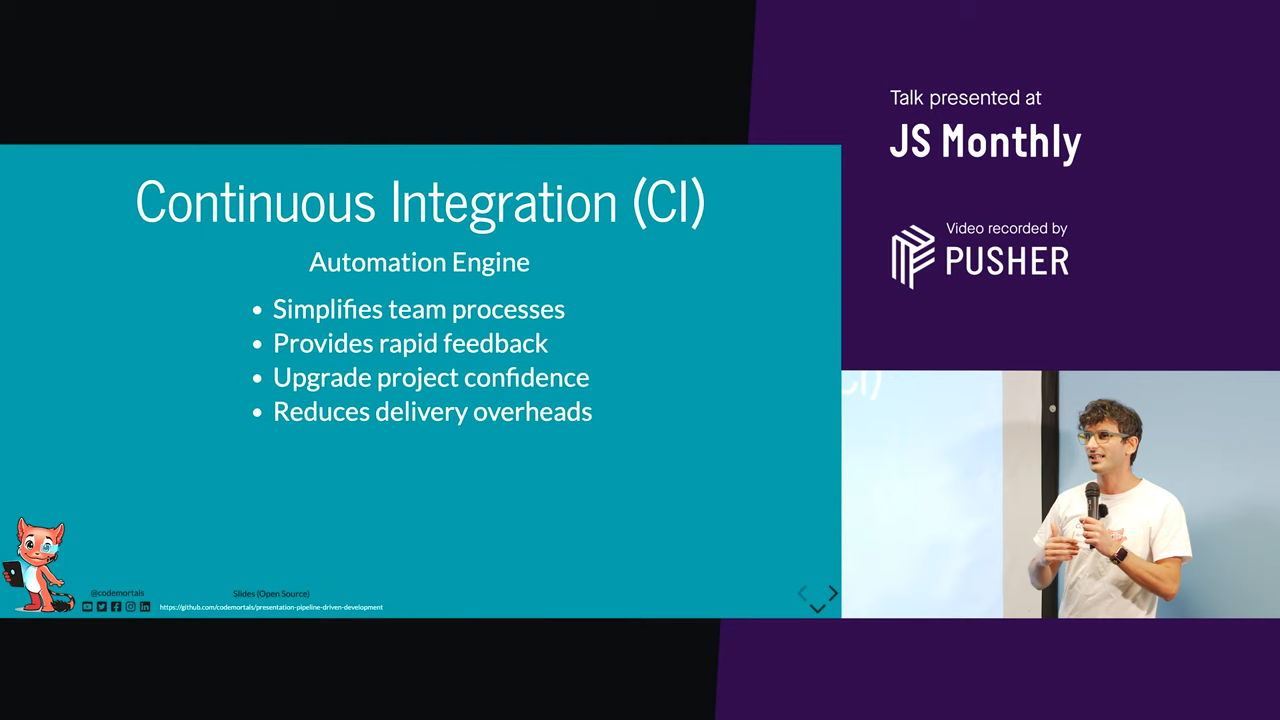 Talk presented at
JS Monthly
Video recorded by
PUSHER
Continuous Integration (CI)
Automation Engine
• Simplifies team processes
• Provides rapid feedback
• Upgrade project confidence
• Reduces delivery overheads
@codemortals
Slides (Open Source)
https://github.com/codemortals/presentation-pipeline-driven-development
CI)